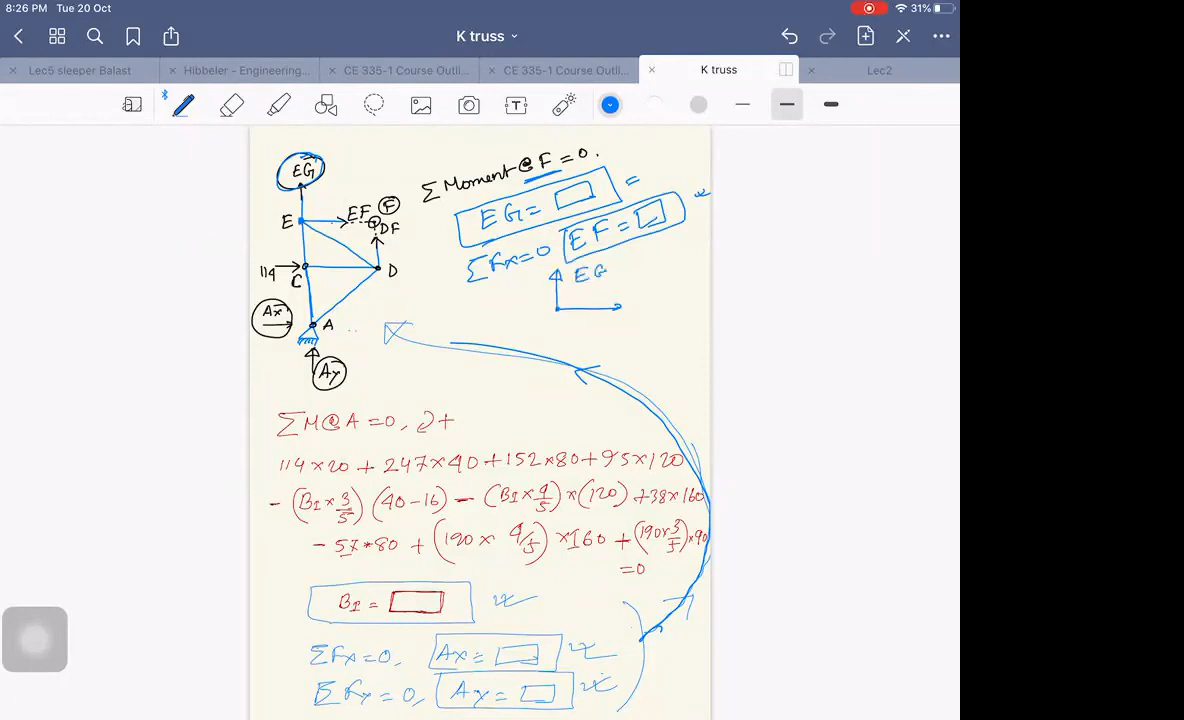 8:26 PM Tue 20 Oct
31%
K truss
Lec5 sleeper Balast
Hibbeler - Engineering...
CE 335-1 Course Outli...
CE 335-1 Course Outli...
K truss
Lec2
EG
E
EF
F
DF
114
C
D
Ax
A
Ay
Σ Moment @ F = 0.
EG = =
ΣFx=0 EF =
EG
ΣM@A =0, +
114×20 + 247×40 + 152×80 + 95×120
- (B1×3/5) (40-16) - (B1×4/5) ×(120) + 38×160
- 57*80 + (190× 4/5) ×160 + (190×3/5)×90
=0
B1 =
ΣFx=0, Ax =
ΣFy=0, Ay =